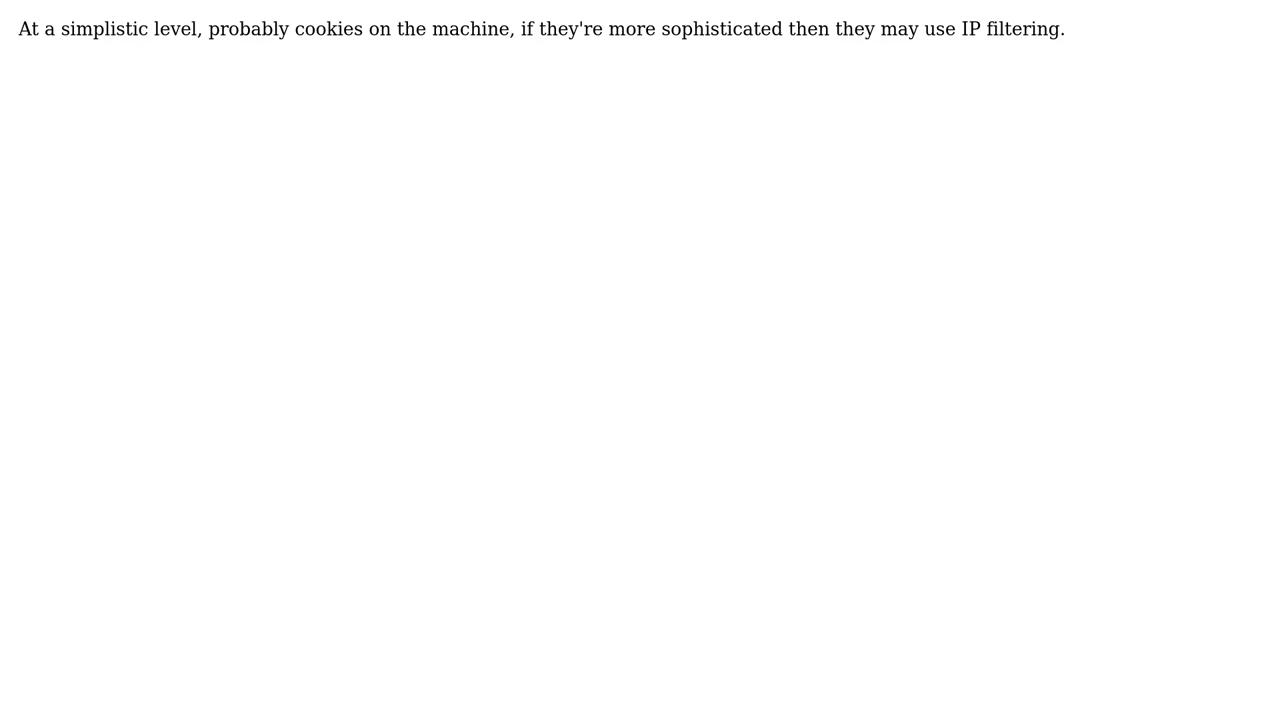 At a simplistic level, probably cookies on the machine, if they're more sophisticated then they may use IP filtering.